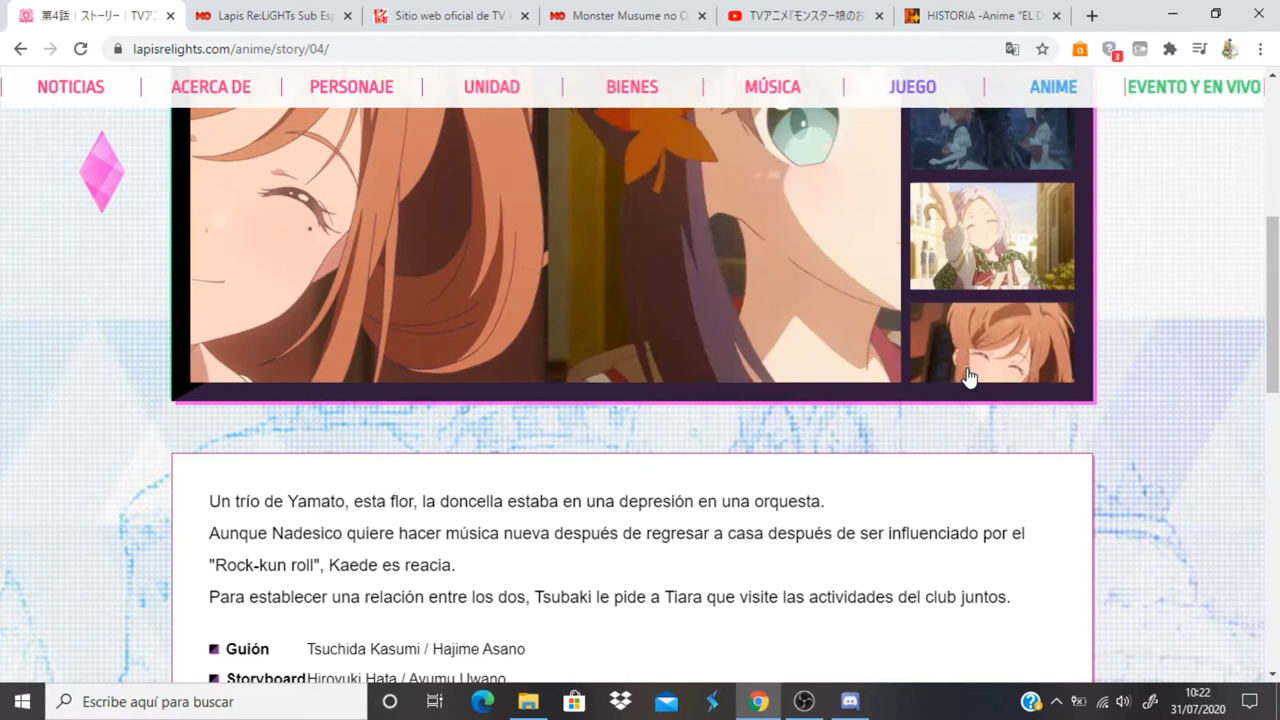 第4話｜ストーリー｜TVア
Lapis Re:LiGHTs Sub Esp
Sitio web oficial de TV a
Monster Musume no O
TVアニメ『モンスター娘のお
HISTORIA -Anime "EL D
lapisrelights.com/anime/story/04/
3
NOTICIAS
ACERCA DE
PERSONAJE
UNIDAD
BIENES
MÚSICA
JUEGO
ANIME
EVENTO Y EN VIVO
Un trío de Yamato, esta flor, la doncella estaba en una depresión en una orquesta.
Aunque Nadesico quiere hacer música nueva después de regresar a casa después de ser influenciado por el
"Rock-kun roll", Kaede es reacia.
Para establecer una relación entre los dos, Tsubaki le pide a Tiara que visite las actividades del club juntos.
Guión Tsuchida Kasumi / Hajime Asano
Storyboard Hiroyuki Hata / Ayumu Uwano
Escribe aquí para buscar
10:22
31/07/2020